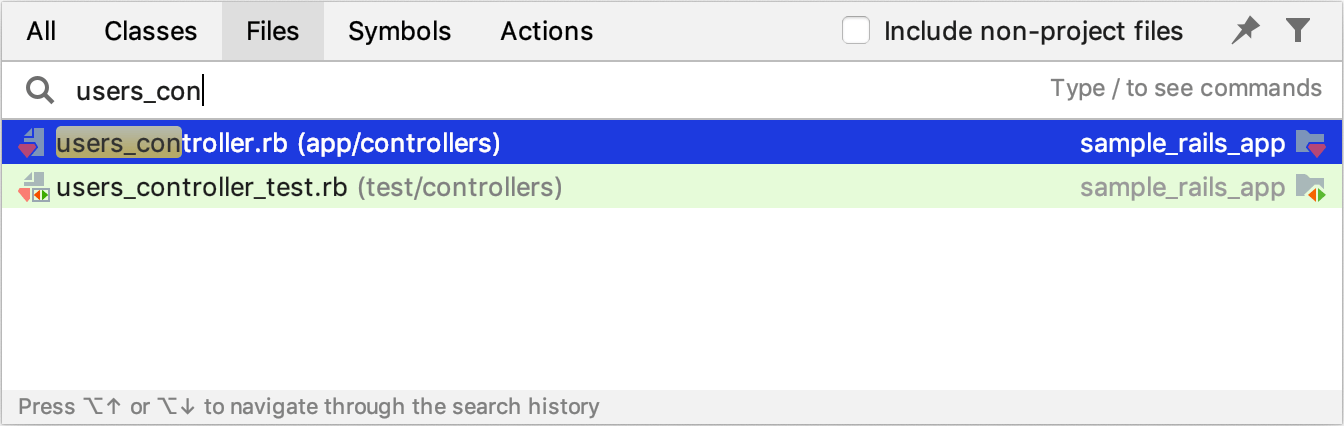 All Classes Files Symbols Actions Include non-project files
users_con Type / to see commands
users_controller.rb (app/controllers) sample_rails_app
users_controller_test.rb (test/controllers) sample_rails_app
Press ⌥↑ or ⌥↓ to navigate through the search history